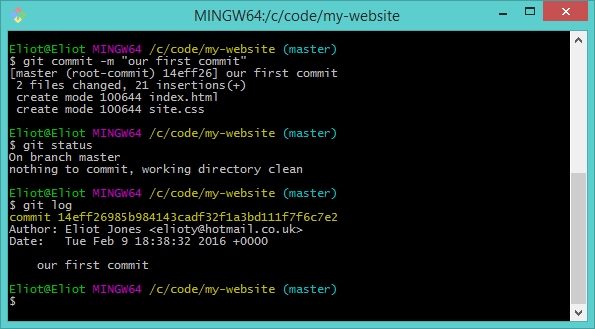 MINGW64:/c/code/my-website
Eliot@Eliot MINGW64 /c/code/my-website (master)
$ git commit -m "our first commit"
[master (root-commit) 14eff26] our first commit
 2 files changed, 21 insertions(+)
 create mode 100644 index.html
 create mode 100644 site.css
Eliot@Eliot MINGW64 /c/code/my-website (master)
$ git status
On branch master
nothing to commit, working directory clean
Eliot@Eliot MINGW64 /c/code/my-website (master)
$ git log
commit 14eff26985b984143cadf32f1a3bd111f7f6c7e2
Author: Eliot Jones <elioty@hotmail.co.uk>
Date:   Tue Feb 9 18:38:32 2016 +0000
    our first commit
Eliot@Eliot MINGW64 /c/code/my-website (master)
$